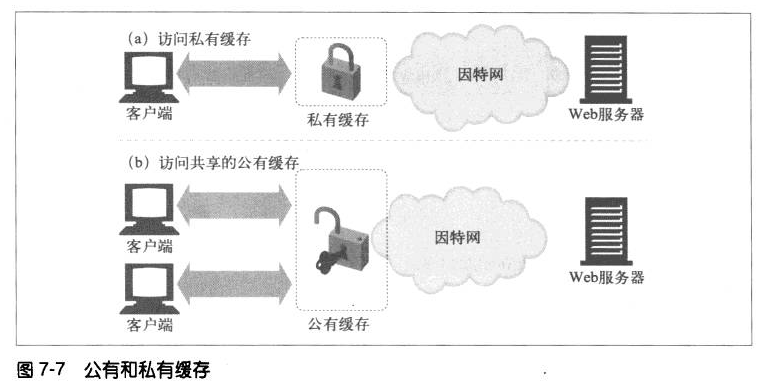 (a) 访问私有缓存
因特网
客户端
私有缓存
Web服务器
(b) 访问共享的公有缓存
客户端
因特网
Web服务器
客户端
公有缓存
图 7-7 公有和私有缓存